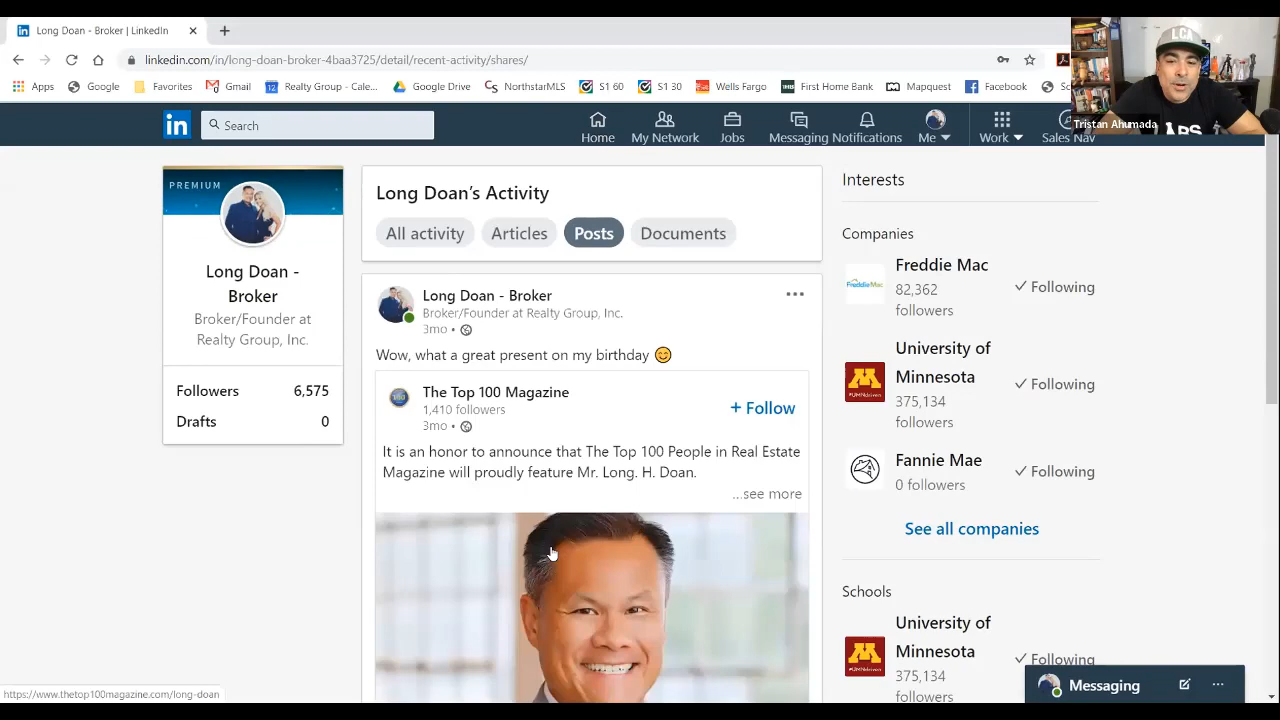 Long Doan - Broker | LinkedIn
linkedin.com/in/long-doan-broker-4baa3725/detail/recent-activity/shares/
Apps
Google
Favorites
Gmail
Realty Group - Cale...
Google Drive
NorthstarMLS
S1 60
S1 30
Wells Fargo
First Home Bank
Mapquest
Facebook
Sc
LCA
Tristan Ahumada
in
Search
Home
My Network
Jobs
Messaging
Notifications
Me
Work
Sales Nav
PREMIUM
Long Doan -
Broker
Broker/Founder at
Realty Group, Inc.
Followers 6,575
Drafts 0
Long Doan's Activity
All activity
Articles
Posts
Documents
Long Doan - Broker
Broker/Founder at Realty Group, Inc.
3mo •
Wow, what a great present on my birthday 😊
The Top 100 Magazine
1,410 followers
3mo •
+ Follow
It is an honor to announce that The Top 100 People in Real Estate
Magazine will proudly feature Mr. Long. H. Doan.
...see more
Interests
Companies
Freddie Mac
82,362
followers
Following
University of
Minnesota
375,134
followers
Following
Fannie Mae
0 followers
Following
See all companies
Schools
University of
Minnesota
375,134
followers
Following
Messaging
https://www.thetop100magazine.com/long-doan